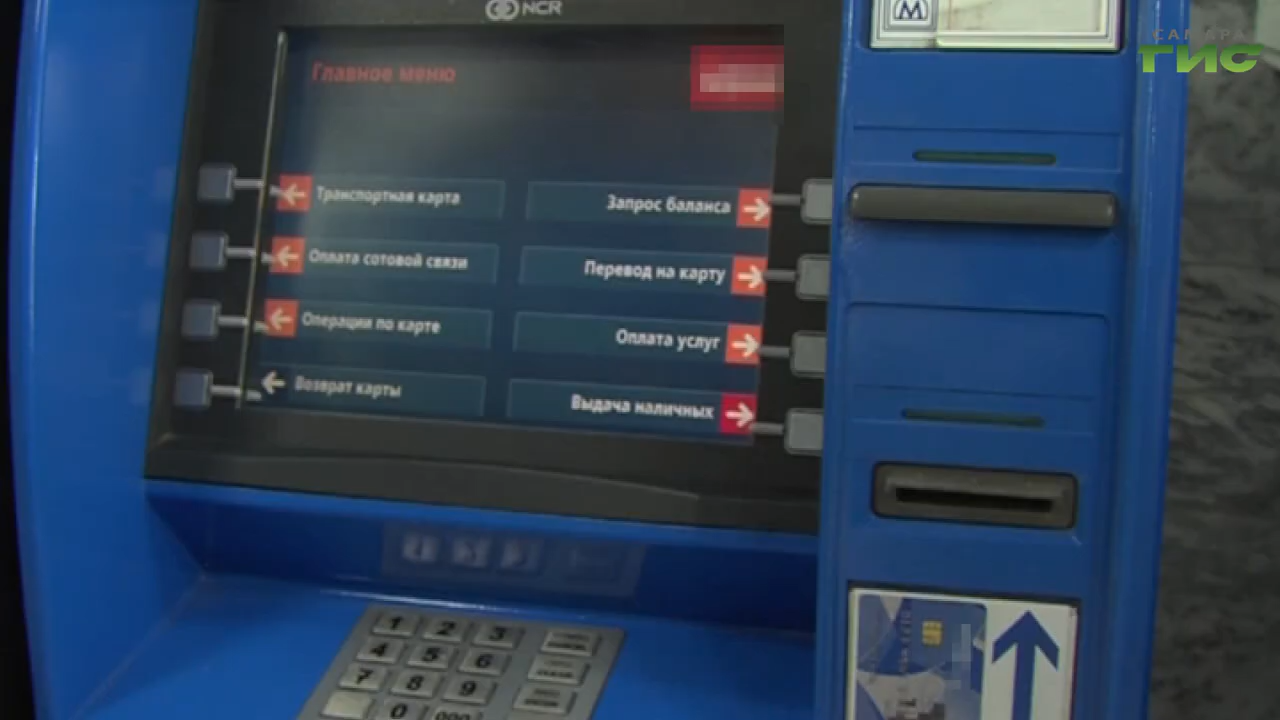 NCR
М
САМАРА
ГИС
Главное меню
Транспортная карта
Запрос баланса
Оплата сотовой связи
Перевод на карту
Операции по карте
Оплата услуг
Возврат карты
Выдача наличных
1 2 3
4 5 6
7 8 9
0 000